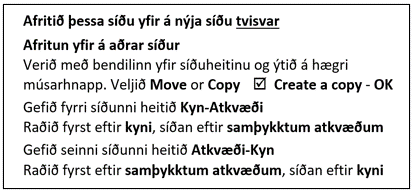 Afritið þessa síðu yfir á nýja síðu tvisvar
Afritun yfir á aðrar síður
Verið með bendilinn yfir síðuheitinu og ýtið á hægri
músarhnapp. Veljið Move or Copy ☑ Create a copy - OK
Gefið fyrri síðunni heitið Kyn-Atkvæði
Raðið fyrst eftir kyni, síðan eftir samþykktum atkvæðum
Gefið seinni síðunni heitið Atkvæði-Kyn
Raðið fyrst eftir samþykktum atkvæðum, síðan eftir kyni